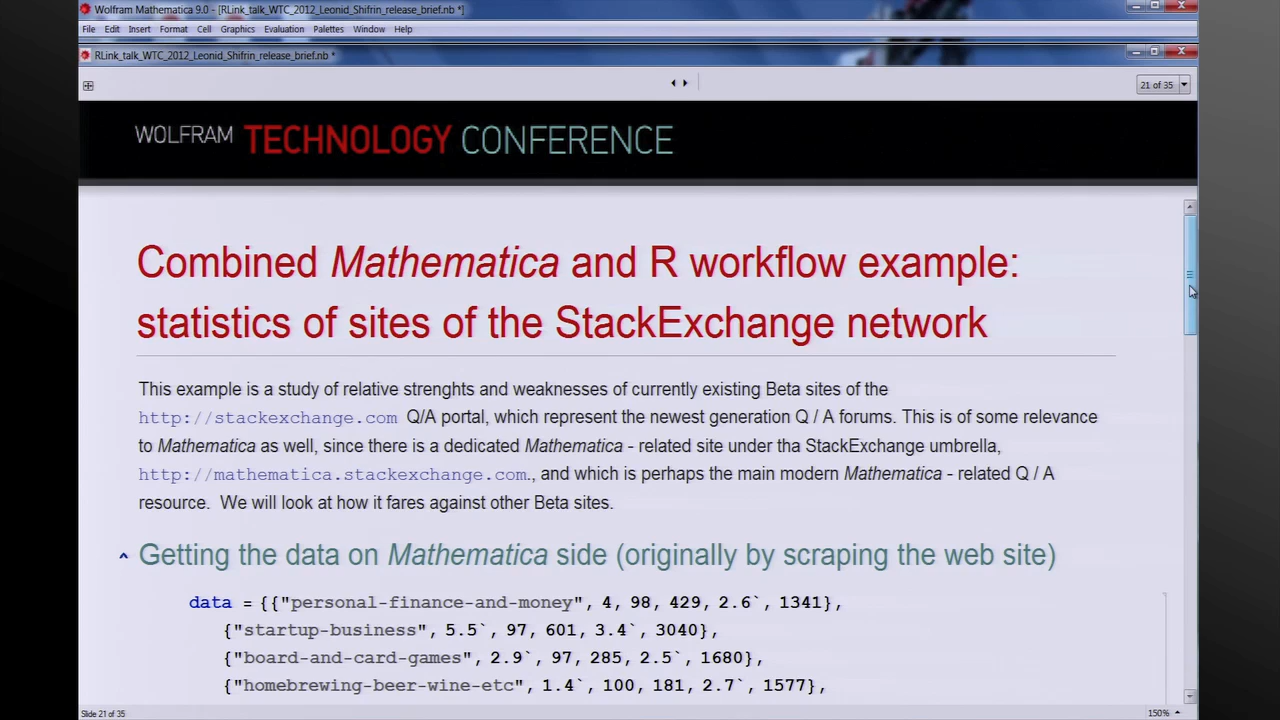 Wolfram Mathematica 9.0 - [RLink_talk_WTC_2012_Leonid_Shifrin_release_brief.nb *]
File Edit Insert Format Cell Graphics Evaluation Palettes Window Help
RLink_talk_WTC_2012_Leonid_Shifrin_release_brief.nb *
21 of 35
WOLFRAM TECHNOLOGY CONFERENCE
Combined Mathematica and R workflow example:
statistics of sites of the StackExchange network
This example is a study of relative strenghts and weaknesses of currently existing Beta sites of the
http://stackexchange.com Q/A portal, which represent the newest generation Q / A forums. This is of some relevance
to Mathematica as well, since there is a dedicated Mathematica - related site under tha StackExchange umbrella,
http://mathematica.stackexchange.com., and which is perhaps the main modern Mathematica - related Q / A
resource. We will look at how it fares against other Beta sites.
Getting the data on Mathematica side (originally by scraping the web site)
data = {{"personal-finance-and-money", 4, 98, 429, 2.6`, 1341},
{"startup-business", 5.5`, 97, 601, 3.4`, 3040},
{"board-and-card-games", 2.9`, 97, 285, 2.5`, 1680},
{"homebrewing-beer-wine-etc", 1.4`, 100, 181, 2.7`, 1577},
Slide 21 of 35
150%